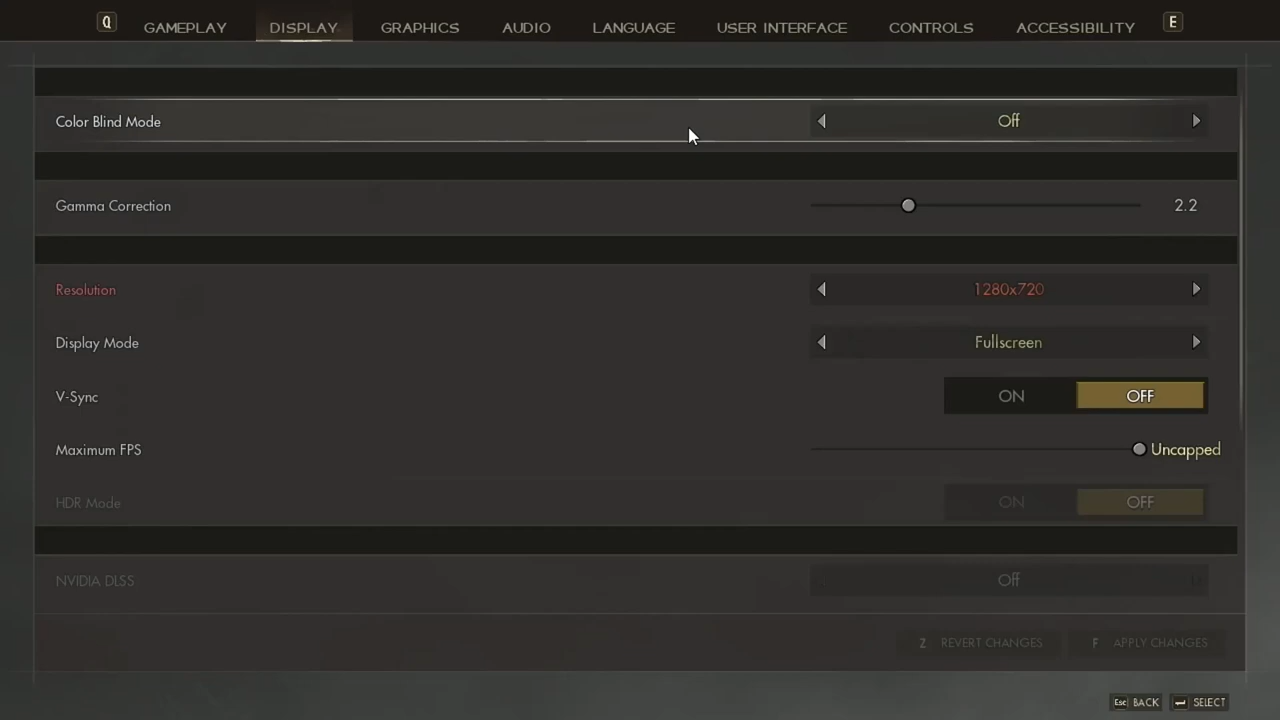 Q GAMEPLAY DISPLAY GRAPHICS AUDIO LANGUAGE USER INTERFACE CONTROLS ACCESSIBILITY E
Color Blind Mode Off
Gamma Correction 2.2
Resolution 1280x720
Display Mode Fullscreen
V-Sync ON OFF
Maximum FPS Uncapped
HDR Mode ON OFF
NVIDIA DLSS Off
Z REVERT CHANGES F APPLY CHANGES
Esc BACK SELECT